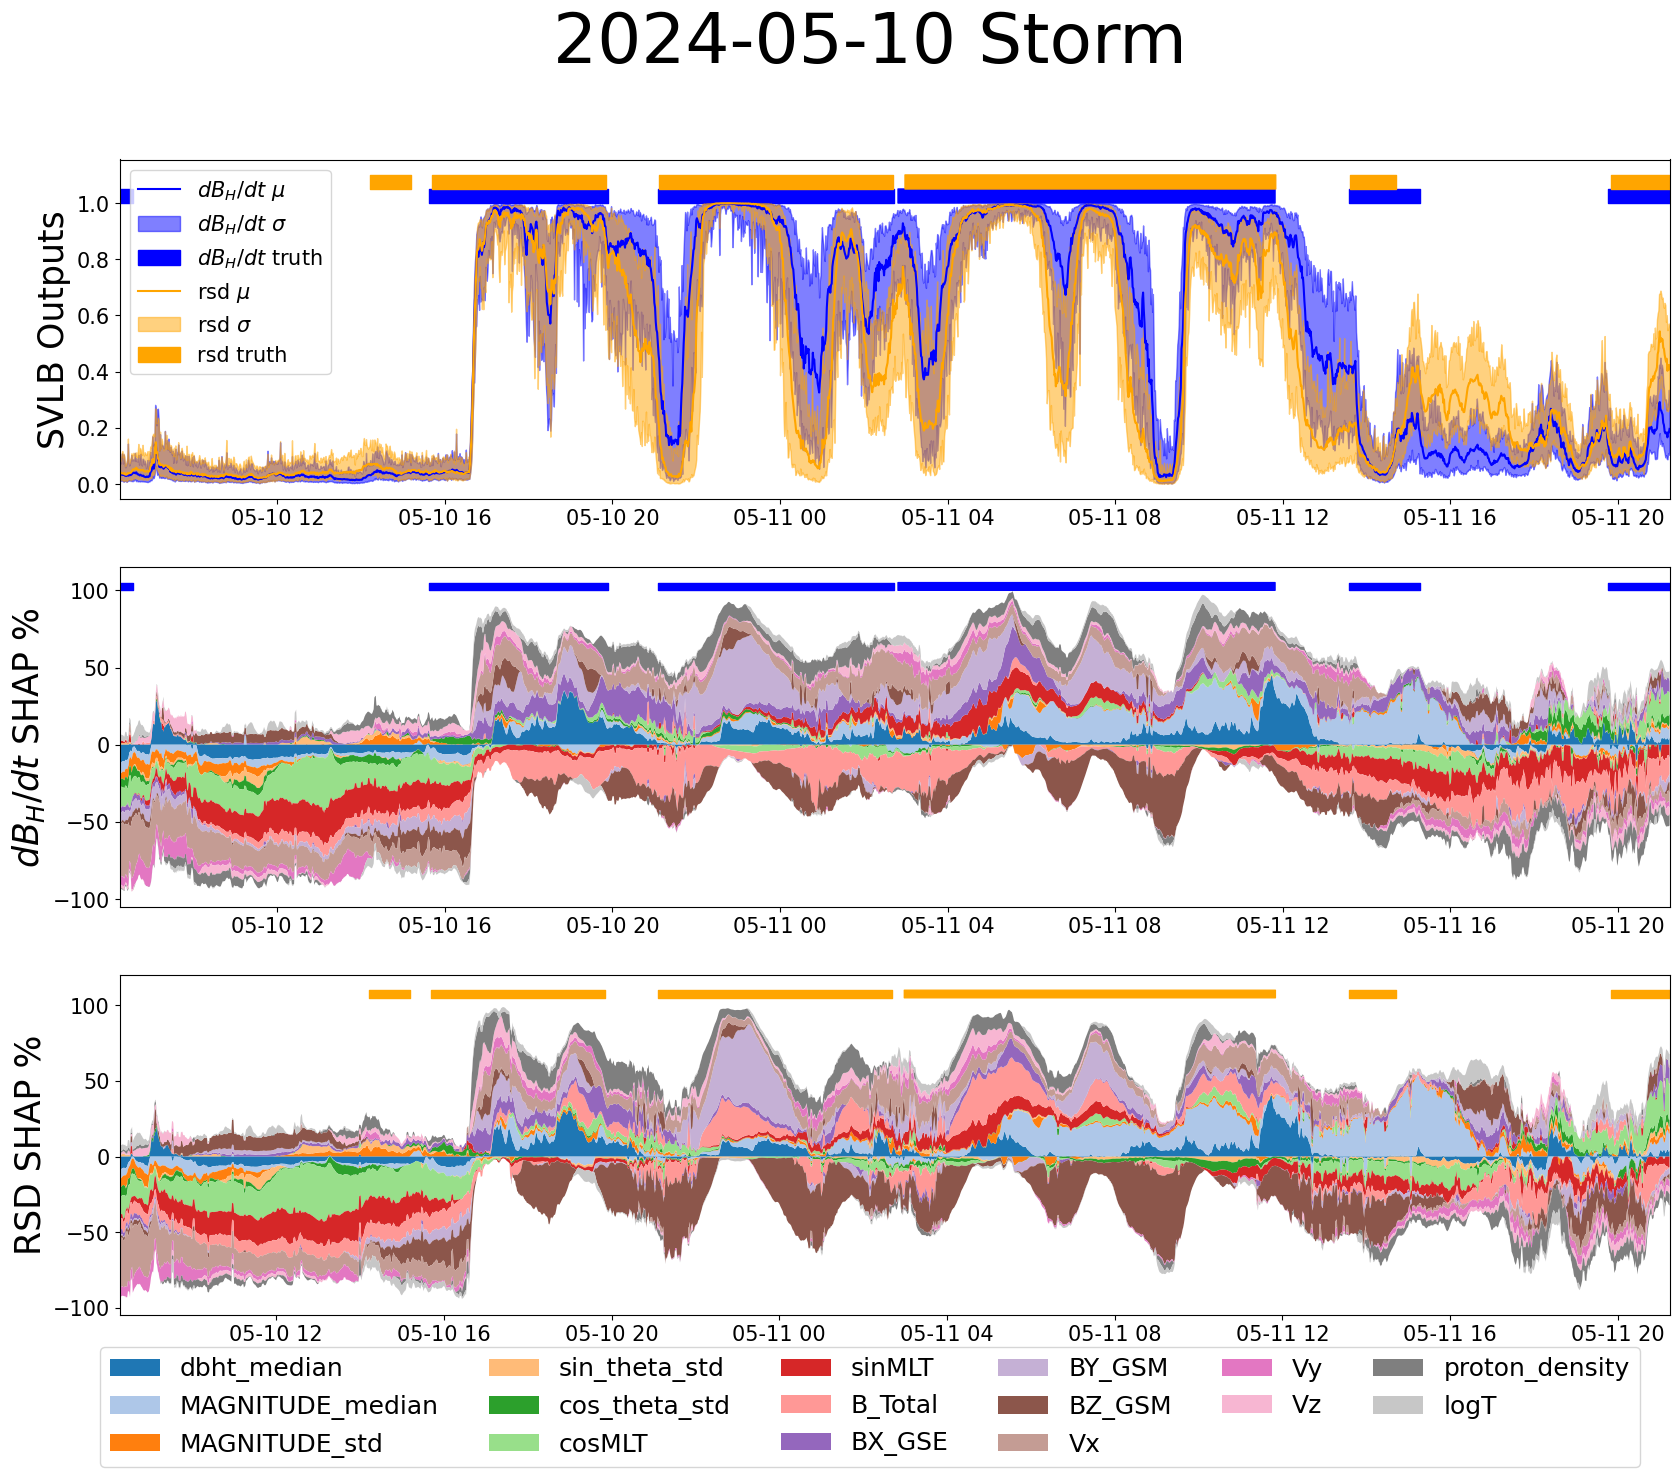 2024-05-10 Storm
SVLB Outputs
1.0
0.8
0.6
0.4
0.2
0.0
dB_H/dt μ
dB_H/dt σ
dB_H/dt truth
rsd μ
rsd σ
rsd truth
05-10 12 05-10 16 05-10 20 05-11 00 05-11 04 05-11 08 05-11 12 05-11 16 05-11 20
dB_H/dt SHAP %
100
50
0
−50
−100
05-10 12 05-10 16 05-10 20 05-11 00 05-11 04 05-11 08 05-11 12 05-11 16 05-11 20
RSD SHAP %
100
50
0
−50
−100
05-10 12 05-10 16 05-10 20 05-11 00 05-11 04 05-11 08 05-11 12 05-11 16 05-11 20
dbht_median sin_theta_std sinMLT BY_GSM Vy proton_density
MAGNITUDE_median cos_theta_std B_Total BZ_GSM Vz logT
MAGNITUDE_std cosMLT BX_GSE Vx